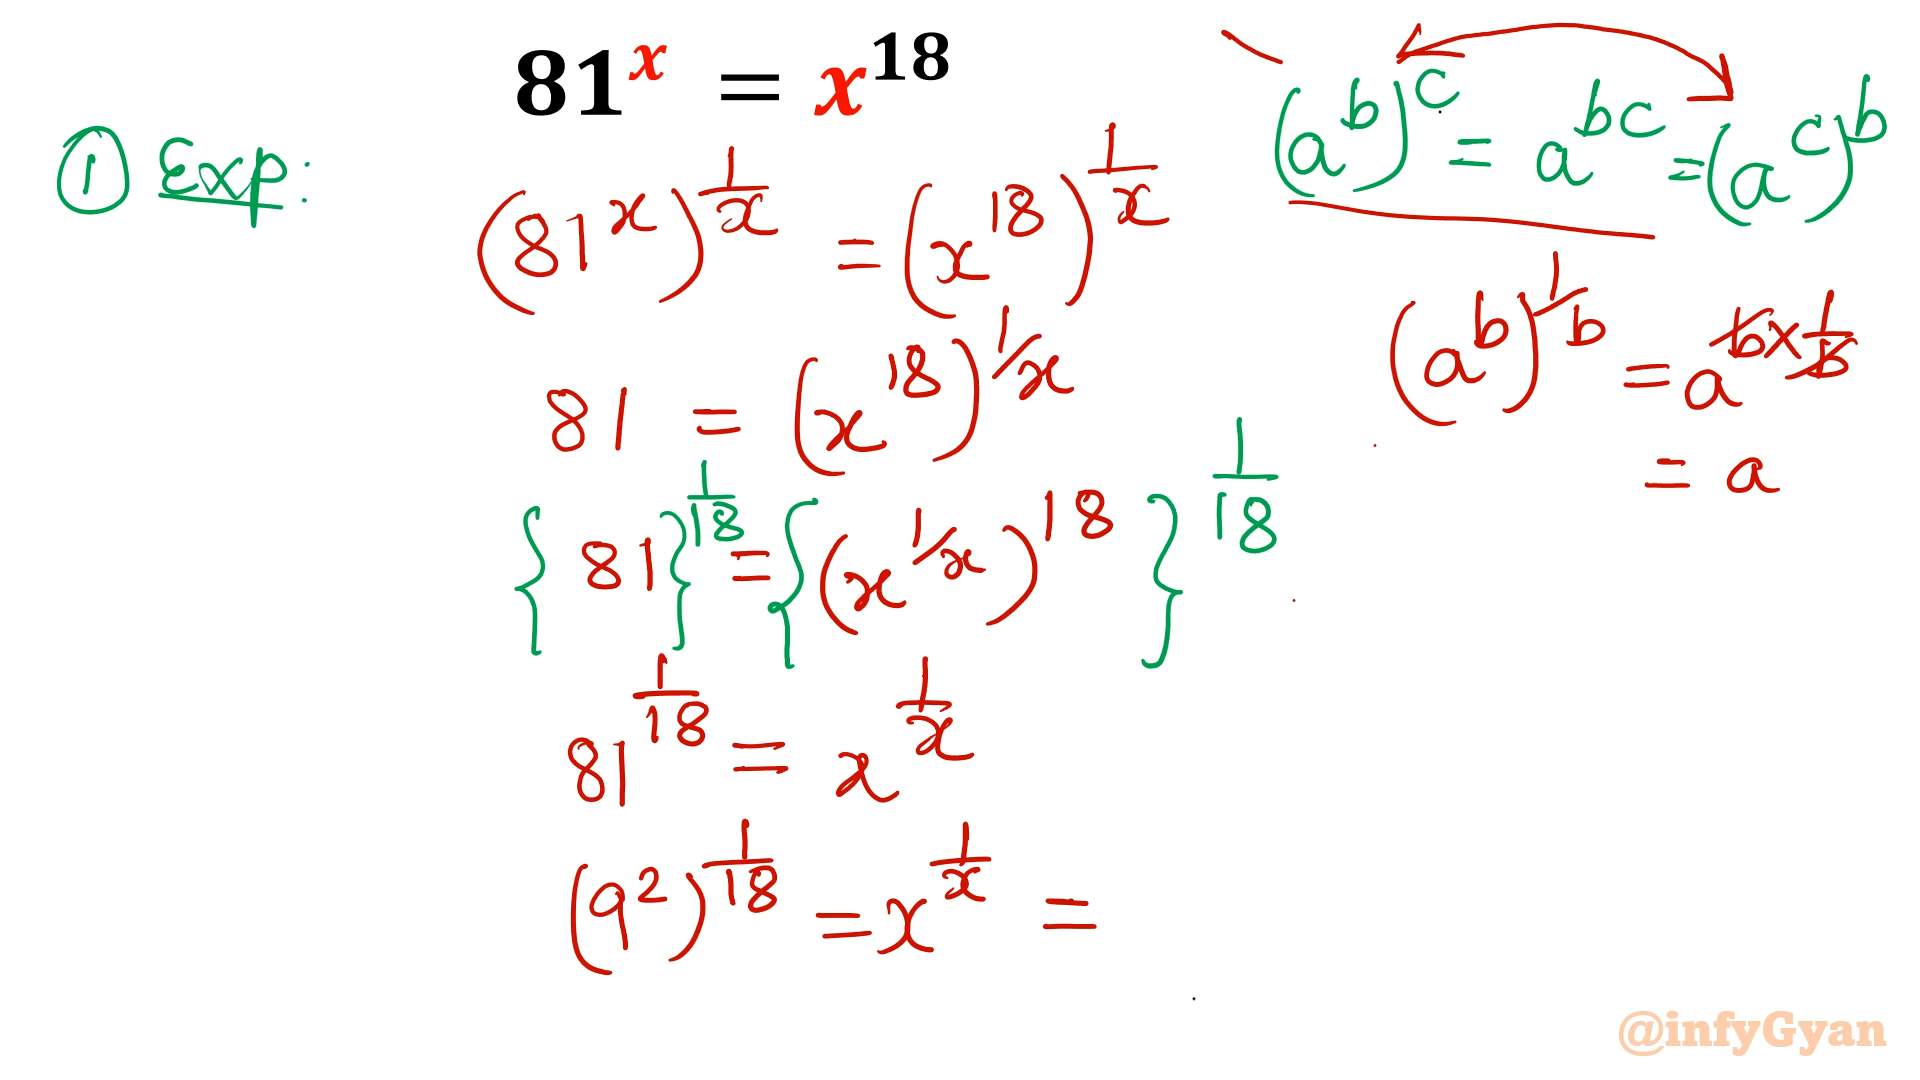 81^x = x^18
① Exp:
(81^x)^(1/x) = (x^18)^(1/x)
81 = (x^18)^(1/x)
{81}^(1/18) = {(x^(1/x))^18}^(1/18)
81^(1/18) = x^(1/x)
(9^2)^(1/18) = x^(1/x) =
(a^b)^c = a^(bc) = (a^c)^b
(a^b)^(1/b) = a^(b×1/b)
= a
@infyGyan